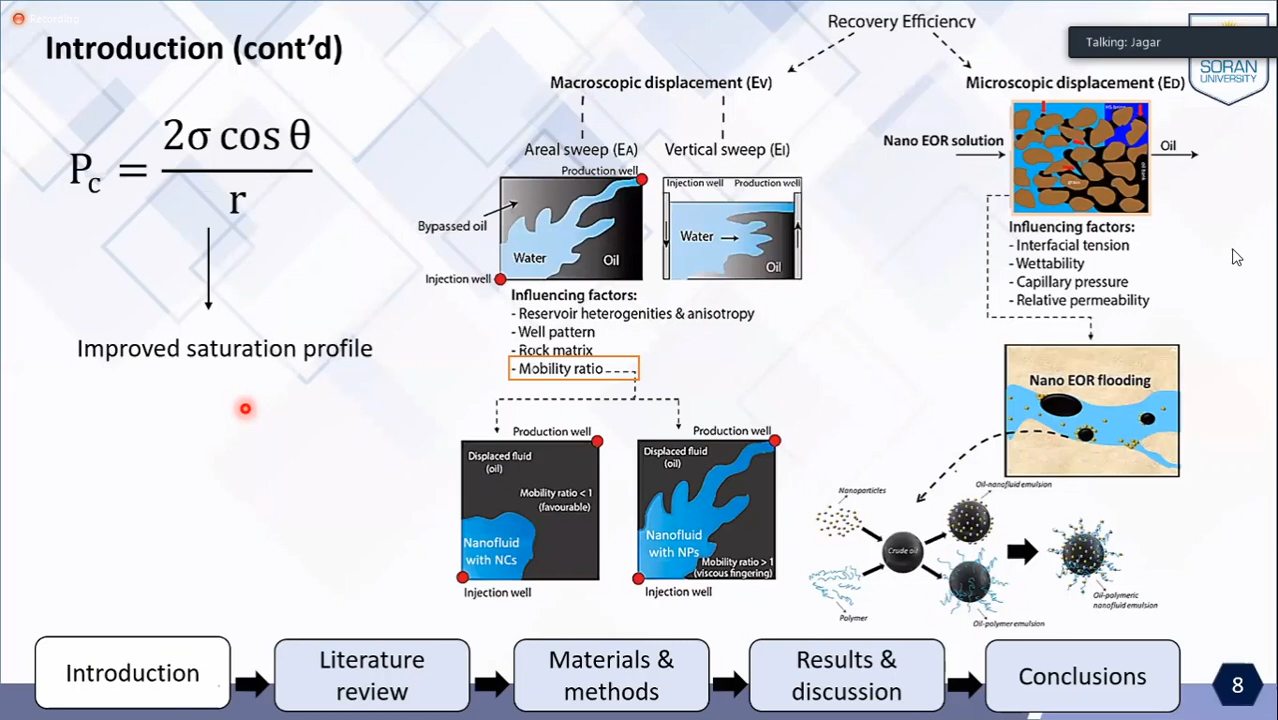 Recording
Introduction (cont’d)
P_c = 2σ cos θ / r
Improved saturation profile
Recovery Efficiency
Talking: Jagar
SORAN
UNIVERSITY
Macroscopic displacement (EV)
Areal sweep (EA)
Vertical sweep (EI)
Production well
Bypassed oil
Water
Oil
Injection well
Injection well
Production well
Water
Oil
Influencing factors:
- Reservoir heterogenities & anisotropy
- Well pattern
- Rock matrix
- Mobility ratio
Production well
Displaced fluid
(oil)
Mobility ratio < 1
(favourable)
Nanofluid
with NCs
Injection well
Production well
Displaced fluid
(oil)
Nanofluid
with NPs
Mobility ratio > 1
(viscous fingering)
Injection well
Microscopic displacement (ED)
Nano EOR solution
Oil
Influencing factors:
- Interfacial tension
- Wettability
- Capillary pressure
- Relative permeability
Nano EOR flooding
Nanoparticles
Oil-nanofluid emulsion
Crude oil
Polymer
Oil-polymer emulsion
Oil-polymeric
nanofluid emulsion
Introduction
Literature
review
Materials &
methods
Results &
discussion
Conclusions
8